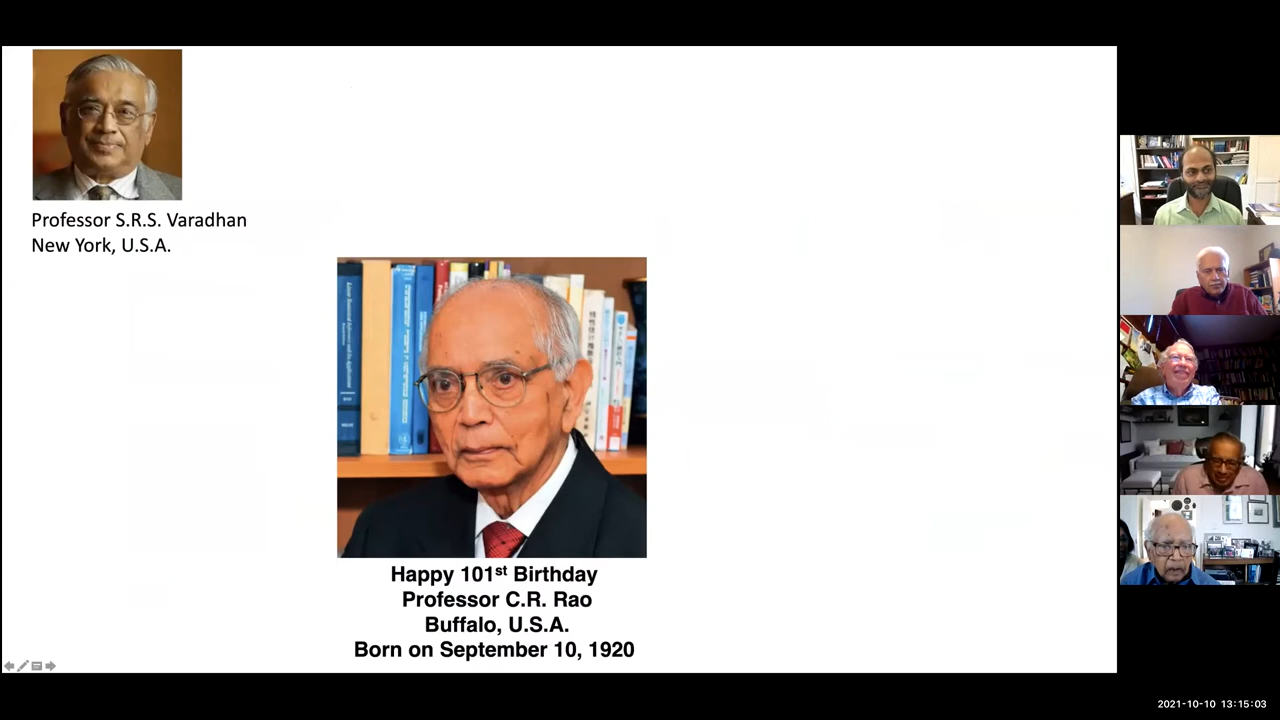 Professor S.R.S. Varadhan
New York, U.S.A.
Happy 101st Birthday
Professor C.R. Rao
Buffalo, U.S.A.
Born on September 10, 1920
2021-10-10 13:15:03